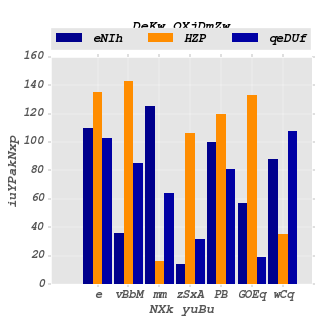 DeKw OXjDmZw
eNIh HZP qeDUf
160
140
120
100
80
60
40
20
0
iuYPakNxp
e vBbM mm zSxA PB GOEq wCq
NXk yuBu